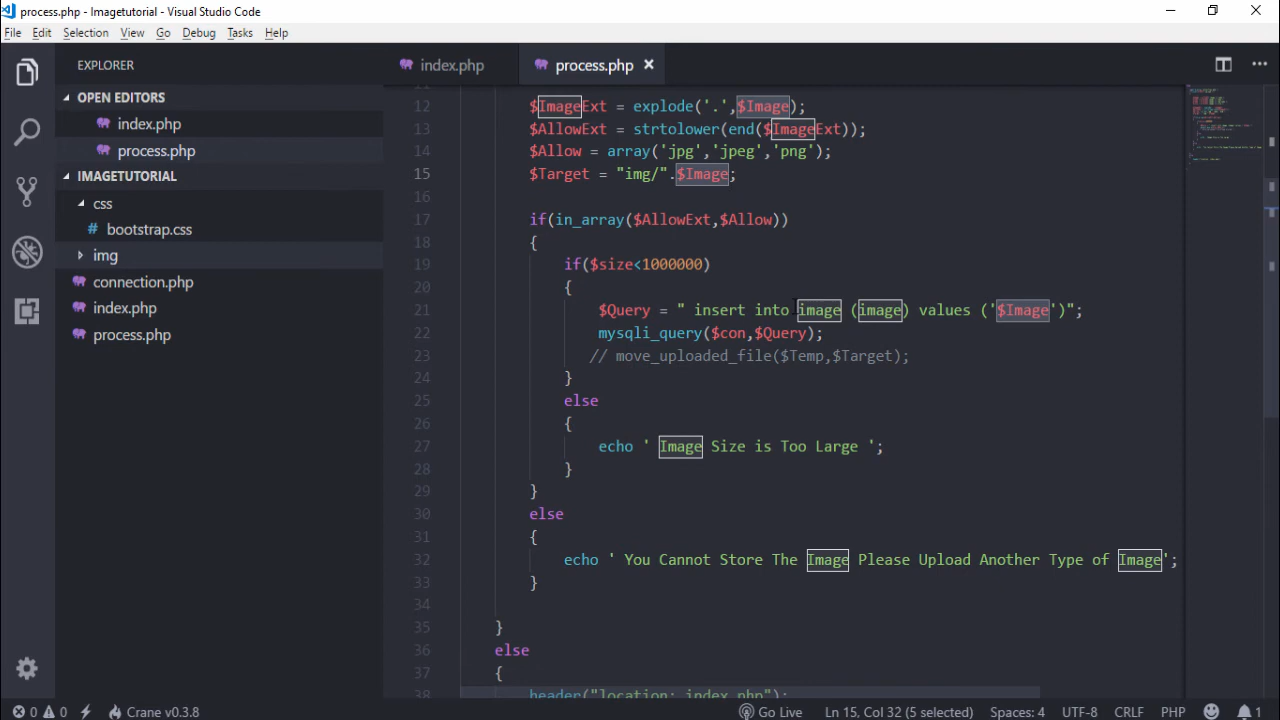 process.php - Imagetutorial - Visual Studio Code
File Edit Selection View Go Debug Tasks Help
EXPLORER
index.php
process.php
OPEN EDITORS
index.php
process.php
IMAGETUTORIAL
css
bootstrap.css
img
connection.php
index.php
process.php
12 $ImageExt = explode('.',$Image);
13 $AllowExt = strtolower(end($ImageExt));
14 $Allow = array('jpg','jpeg','png');
15 $Target = "img/".$Image;
16
17 if(in_array($AllowExt,$Allow))
18 {
19 if($size<1000000)
20 {
21 $Query = " insert into image (image) values ('$Image')";
22 mysqli_query($con,$Query);
23 // move_uploaded_file($Temp,$Target);
24 }
25 else
26 {
27 echo ' Image Size is Too Large ';
28 }
29 }
30 else
31 {
32 echo ' You Cannot Store The Image Please Upload Another Type of Image';
33 }
34
35 }
36 else
37 {
38 header("location: index.php");
0 0 Crane v0.3.8 Go Live Ln 15, Col 32 (5 selected) Spaces: 4 UTF-8 CRLF PHP 1